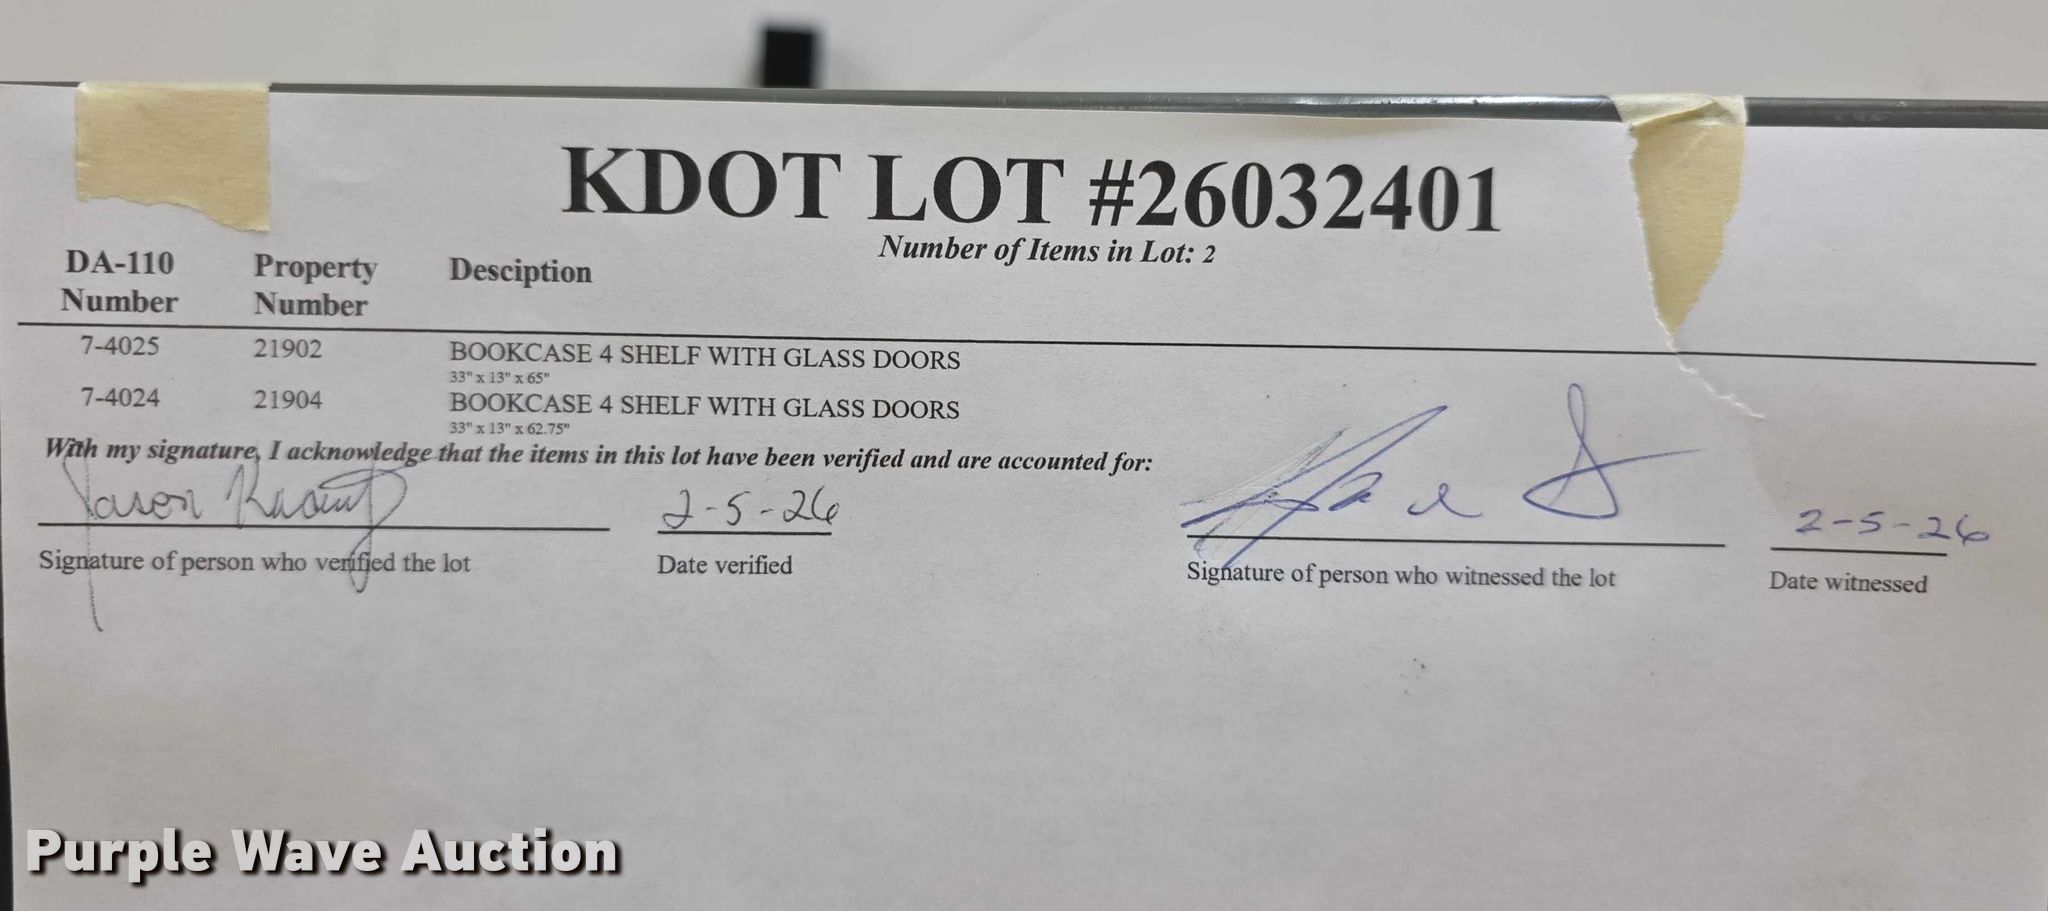 KDOT LOT #26032401
Number of Items in Lot: 2
DA-110 Number
Property Number
Desciption
7-4025 21902 BOOKCASE 4 SHELF WITH GLASS DOORS
33" x 13" x 65"
7-4024 21904 BOOKCASE 4 SHELF WITH GLASS DOORS
33" x 13" x 62.75"
With my signature, I acknowledge that the items in this lot have been verified and are accounted for:
2-5-26
2-5-26
Signature of person who verified the lot
Date verified
Signature of person who witnessed the lot
Date witnessed
Purple Wave Auction